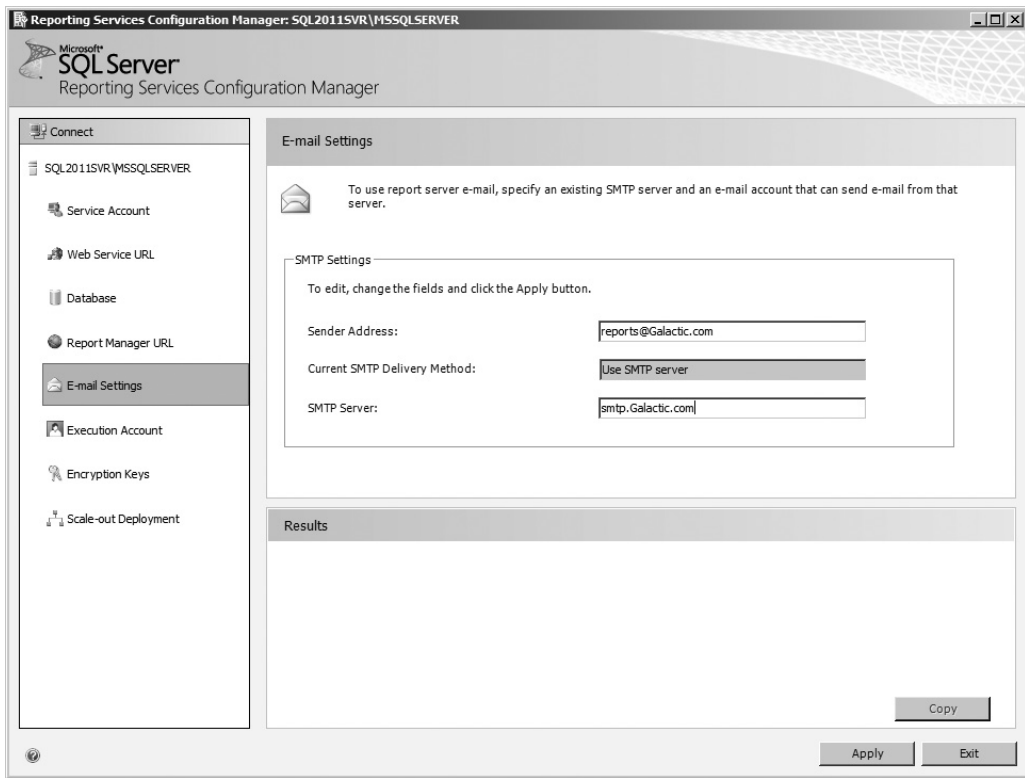 Reporting Services Configuration Manager: SQL2011SVR\MSSQLSERVER
Microsoft®
SQL Server
Reporting Services Configuration Manager
Connect
SQL2011SVR\MSSQLSERVER
Service Account
Web Service URL
Database
Report Manager URL
E-mail Settings
Execution Account
Encryption Keys
Scale-out Deployment
E-mail Settings
To use report server e-mail, specify an existing SMTP server and an e-mail account that can send e-mail from that
server.
SMTP Settings
To edit, change the fields and click the Apply button.
Sender Address: reports@Galactic.com
Current SMTP Delivery Method: Use SMTP server
SMTP Server: smtp.Galactic.com
Results
Copy
Apply Exit